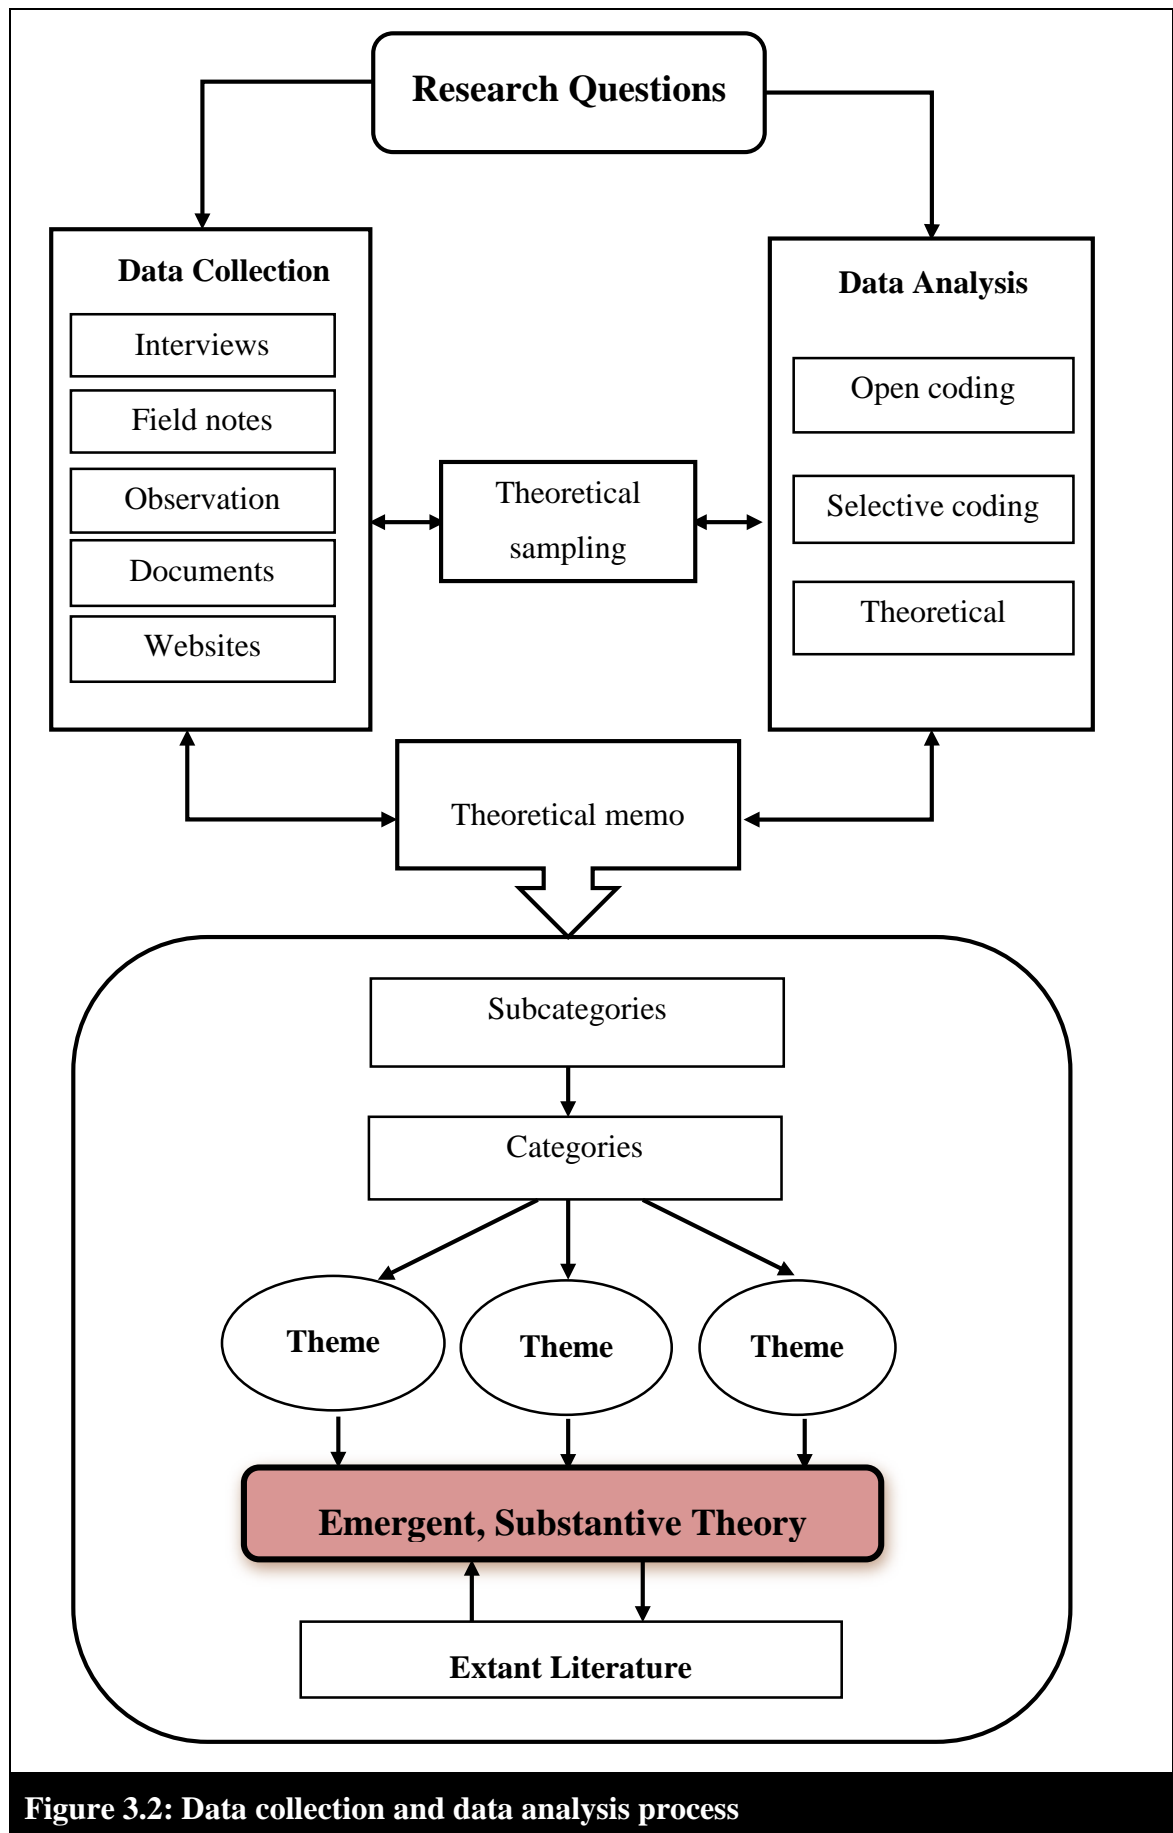 Research Questions
Data Collection
Interviews
Field notes
Observation
Documents
Websites
Theoretical
sampling
Data Analysis
Open coding
Selective coding
Theoretical
Theoretical memo
Subcategories
Categories
Theme
Theme
Theme
Emergent, Substantive Theory
Extant Literature
Figure 3.2: Data collection and data analysis process